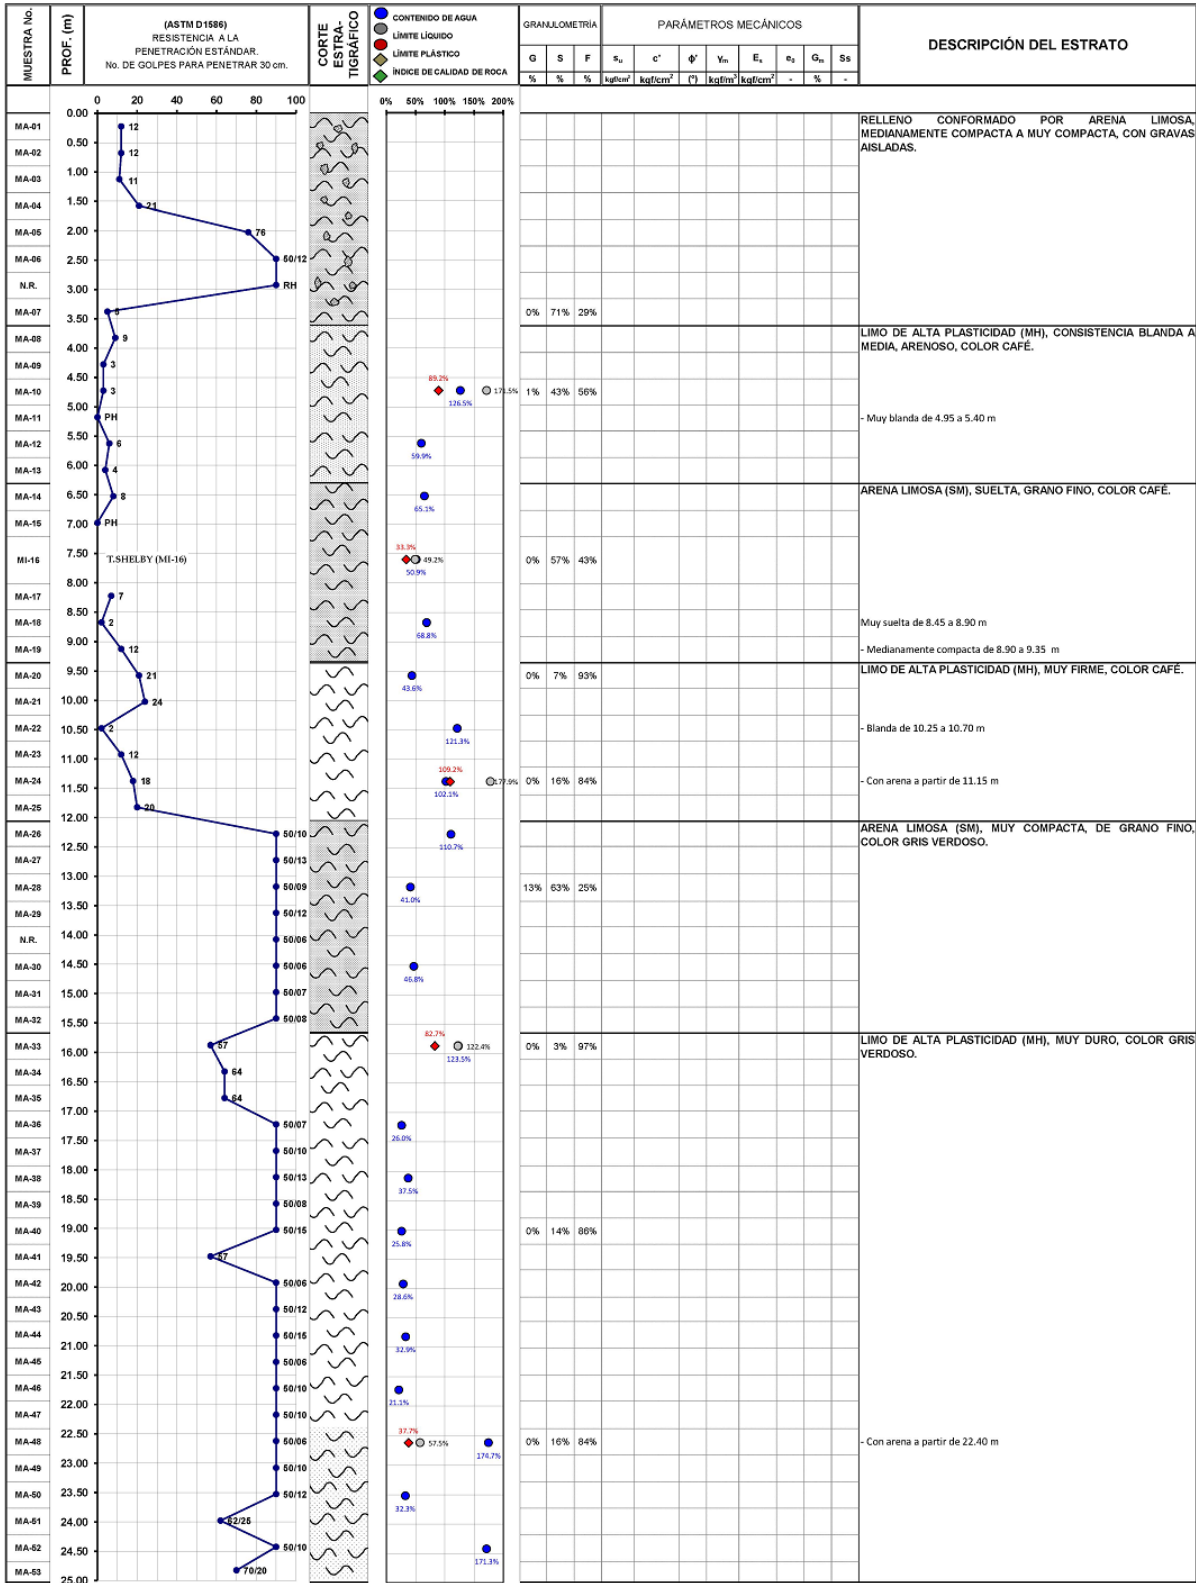 MUESTRA No.
PROF. (m)
(ASTM D1586)
RESISTENCIA A LA
PENETRACIÓN ESTÁNDAR.
No. DE GOLPES PARA PENETRAR 30 cm.
CORTE
ESTRA-
TIGRÁFICO
CONTENIDO DE AGUA
LÍMITE LÍQUIDO
LÍMITE PLÁSTICO
ÍNDICE DE CALIDAD DE ROCA
GRANULOMETRÍA
PARÁMETROS MECÁNICOS
DESCRIPCIÓN DEL ESTRATO
G S F su c' ϕ' γm Es e0 Gm Ss
% % % kgf/cm² kgf/cm² (°) kgf/m³ kgf/cm² - % -
0 20 40 60 80 100
0% 50% 100% 150% 200%
0.00
MA-01 12
RELLENO CONFORMADO POR ARENA LIMOSA,
MEDIANAMENTE COMPACTA A MUY COMPACTA, CON GRAVAS
AISLADAS.
0.50
MA-02 12
1.00
MA-03 11
1.50
MA-04 21
2.00
MA-05 76
MA-06 50/12
2.50
N.R. RH
3.00
MA-07 5 0% 71% 29%
3.50
MA-08 9
LIMO DE ALTA PLASTICIDAD (MH), CONSISTENCIA BLANDA A
MEDIA, ARENOSO, COLOR CAFÉ.
4.00
MA-09 3
4.50
MA-10 3 89.2% 126.5% 171.5% 1% 43% 56%
5.00
MA-11 PH - Muy blanda de 4.95 a 5.40 m
5.50
MA-12 6 59.9%
6.00
MA-13 4
6.50
MA-14 8 65.1% ARENA LIMOSA (SM), SUELTA, GRANO FINO, COLOR CAFÉ.
7.00
MA-15 PH
7.50
MI-16 T.SHELBY (MI-16) 33.3% 49.2% 50.9% 0% 57% 43%
8.00
MA-17 7
8.50
MA-18 2 68.8% Muy suelta de 8.45 a 8.90 m
9.00
MA-19 12 - Medianamente compacta de 8.90 a 9.35 m
9.50
MA-20 21 43.6% 0% 7% 93% LIMO DE ALTA PLASTICIDAD (MH), MUY FIRME, COLOR CAFÉ.
10.00
MA-21 24
10.50
MA-22 2 121.3% - Blanda de 10.25 a 10.70 m
11.00
MA-23 12
MA-24 18 109.2% 102.1% 177.9% 0% 16% 84% - Con arena a partir de 11.15 m
11.50
MA-25 20
12.00
MA-26 50/10 110.7%
ARENA LIMOSA (SM), MUY COMPACTA, DE GRANO FINO,
COLOR GRIS VERDOSO.
12.50
MA-27 50/13
13.00
MA-28 50/09 41.0% 13% 63% 25%
13.50
MA-29 50/12
14.00
N.R. 50/06
14.50
MA-30 50/06 46.8%
15.00
MA-31 50/07
15.50
MA-32 50/08
MA-33 57 82.7% 122.4% 123.5% 0% 3% 97%
LIMO DE ALTA PLASTICIDAD (MH), MUY DURO, COLOR GRIS
VERDOSO.
16.00
MA-34 64
16.50
MA-35 64
17.00
MA-36 50/07 26.0%
17.50
MA-37 50/10
18.00
MA-38 50/13 37.5%
18.50
MA-39 50/08
19.00
MA-40 50/15 25.8% 0% 14% 86%
19.50
MA-41 57
MA-42 50/06 28.6%
20.00
MA-43 50/12
20.50
MA-44 50/15 32.9%
21.00
MA-45 50/06
21.50
MA-46 50/10 21.1%
22.00
MA-47 50/10
22.50
MA-48 50/06 37.7% 57.5% 174.7% 0% 16% 84% - Con arena a partir de 22.40 m
23.00
MA-49 50/10
23.50
MA-50 50/12 32.3%
24.00
MA-51 62/25
MA-52 50/10 171.3%
24.50
MA-53 70/20
25.00